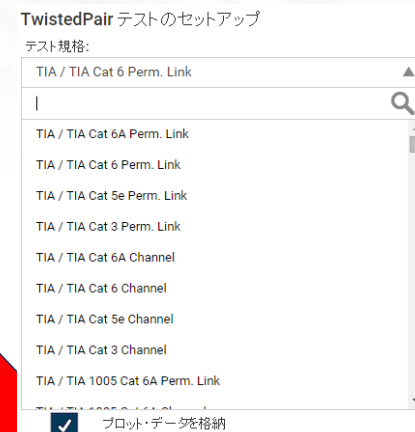 TwistedPair テストのセットアップ
テスト規格:
TIA / TIA Cat 6 Perm. Link
TIA / TIA Cat 6A Perm. Link
TIA / TIA Cat 6 Perm. Link
TIA / TIA Cat 5e Perm. Link
TIA / TIA Cat 3 Perm. Link
TIA / TIA Cat 6A Channel
TIA / TIA Cat 6 Channel
TIA / TIA Cat 5e Channel
TIA / TIA Cat 3 Channel
TIA / TIA 1005 Cat 6A Perm. Link
プロット・データを格納